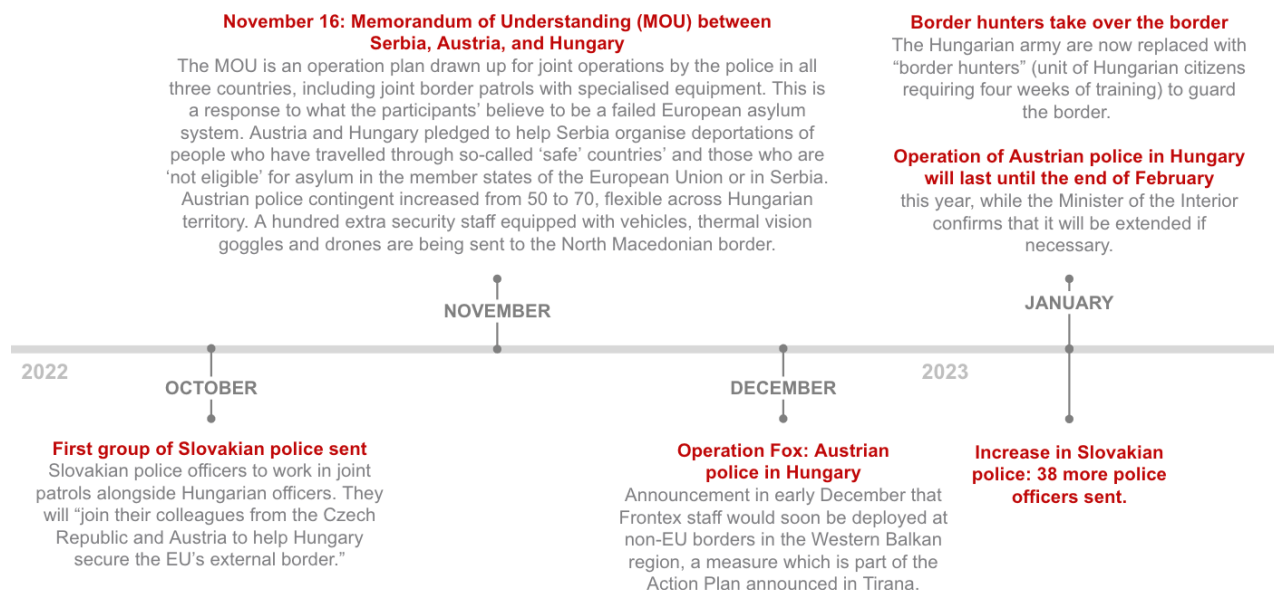 November 16: Memorandum of Understanding (MOU) between
Serbia, Austria, and Hungary
The MOU is an operation plan drawn up for joint operations by the police in all
three countries, including joint border patrols with specialised equipment. This is
a response to what the participants’ believe to be a failed European asylum
system. Austria and Hungary pledged to help Serbia organise deportations of
people who have travelled through so-called ‘safe’ countries’ and those who are
‘not eligible’ for asylum in the member states of the European Union or in Serbia.
Austrian police contingent increased from 50 to 70, flexible across Hungarian
territory. A hundred extra security staff equipped with vehicles, thermal vision
goggles and drones are being sent to the North Macedonian border.
Border hunters take over the border
The Hungarian army are now replaced with
“border hunters” (unit of Hungarian citizens
requiring four weeks of training) to guard
the border.
Operation of Austrian police in Hungary
will last until the end of February
this year, while the Minister of the Interior
confirms that it will be extended if
necessary.
NOVEMBER
JANUARY
2022
2023
OCTOBER
DECEMBER
First group of Slovakian police sent
Slovakian police officers to work in joint
patrols alongside Hungarian officers. They
will “join their colleagues from the Czech
Republic and Austria to help Hungary
secure the EU’s external border.”
Operation Fox: Austrian
police in Hungary
Announcement in early December that
Frontex staff would soon be deployed at
non-EU borders in the Western Balkan
region, a measure which is part of the
Action Plan announced in Tirana.
Increase in Slovakian
police: 38 more police
officers sent.